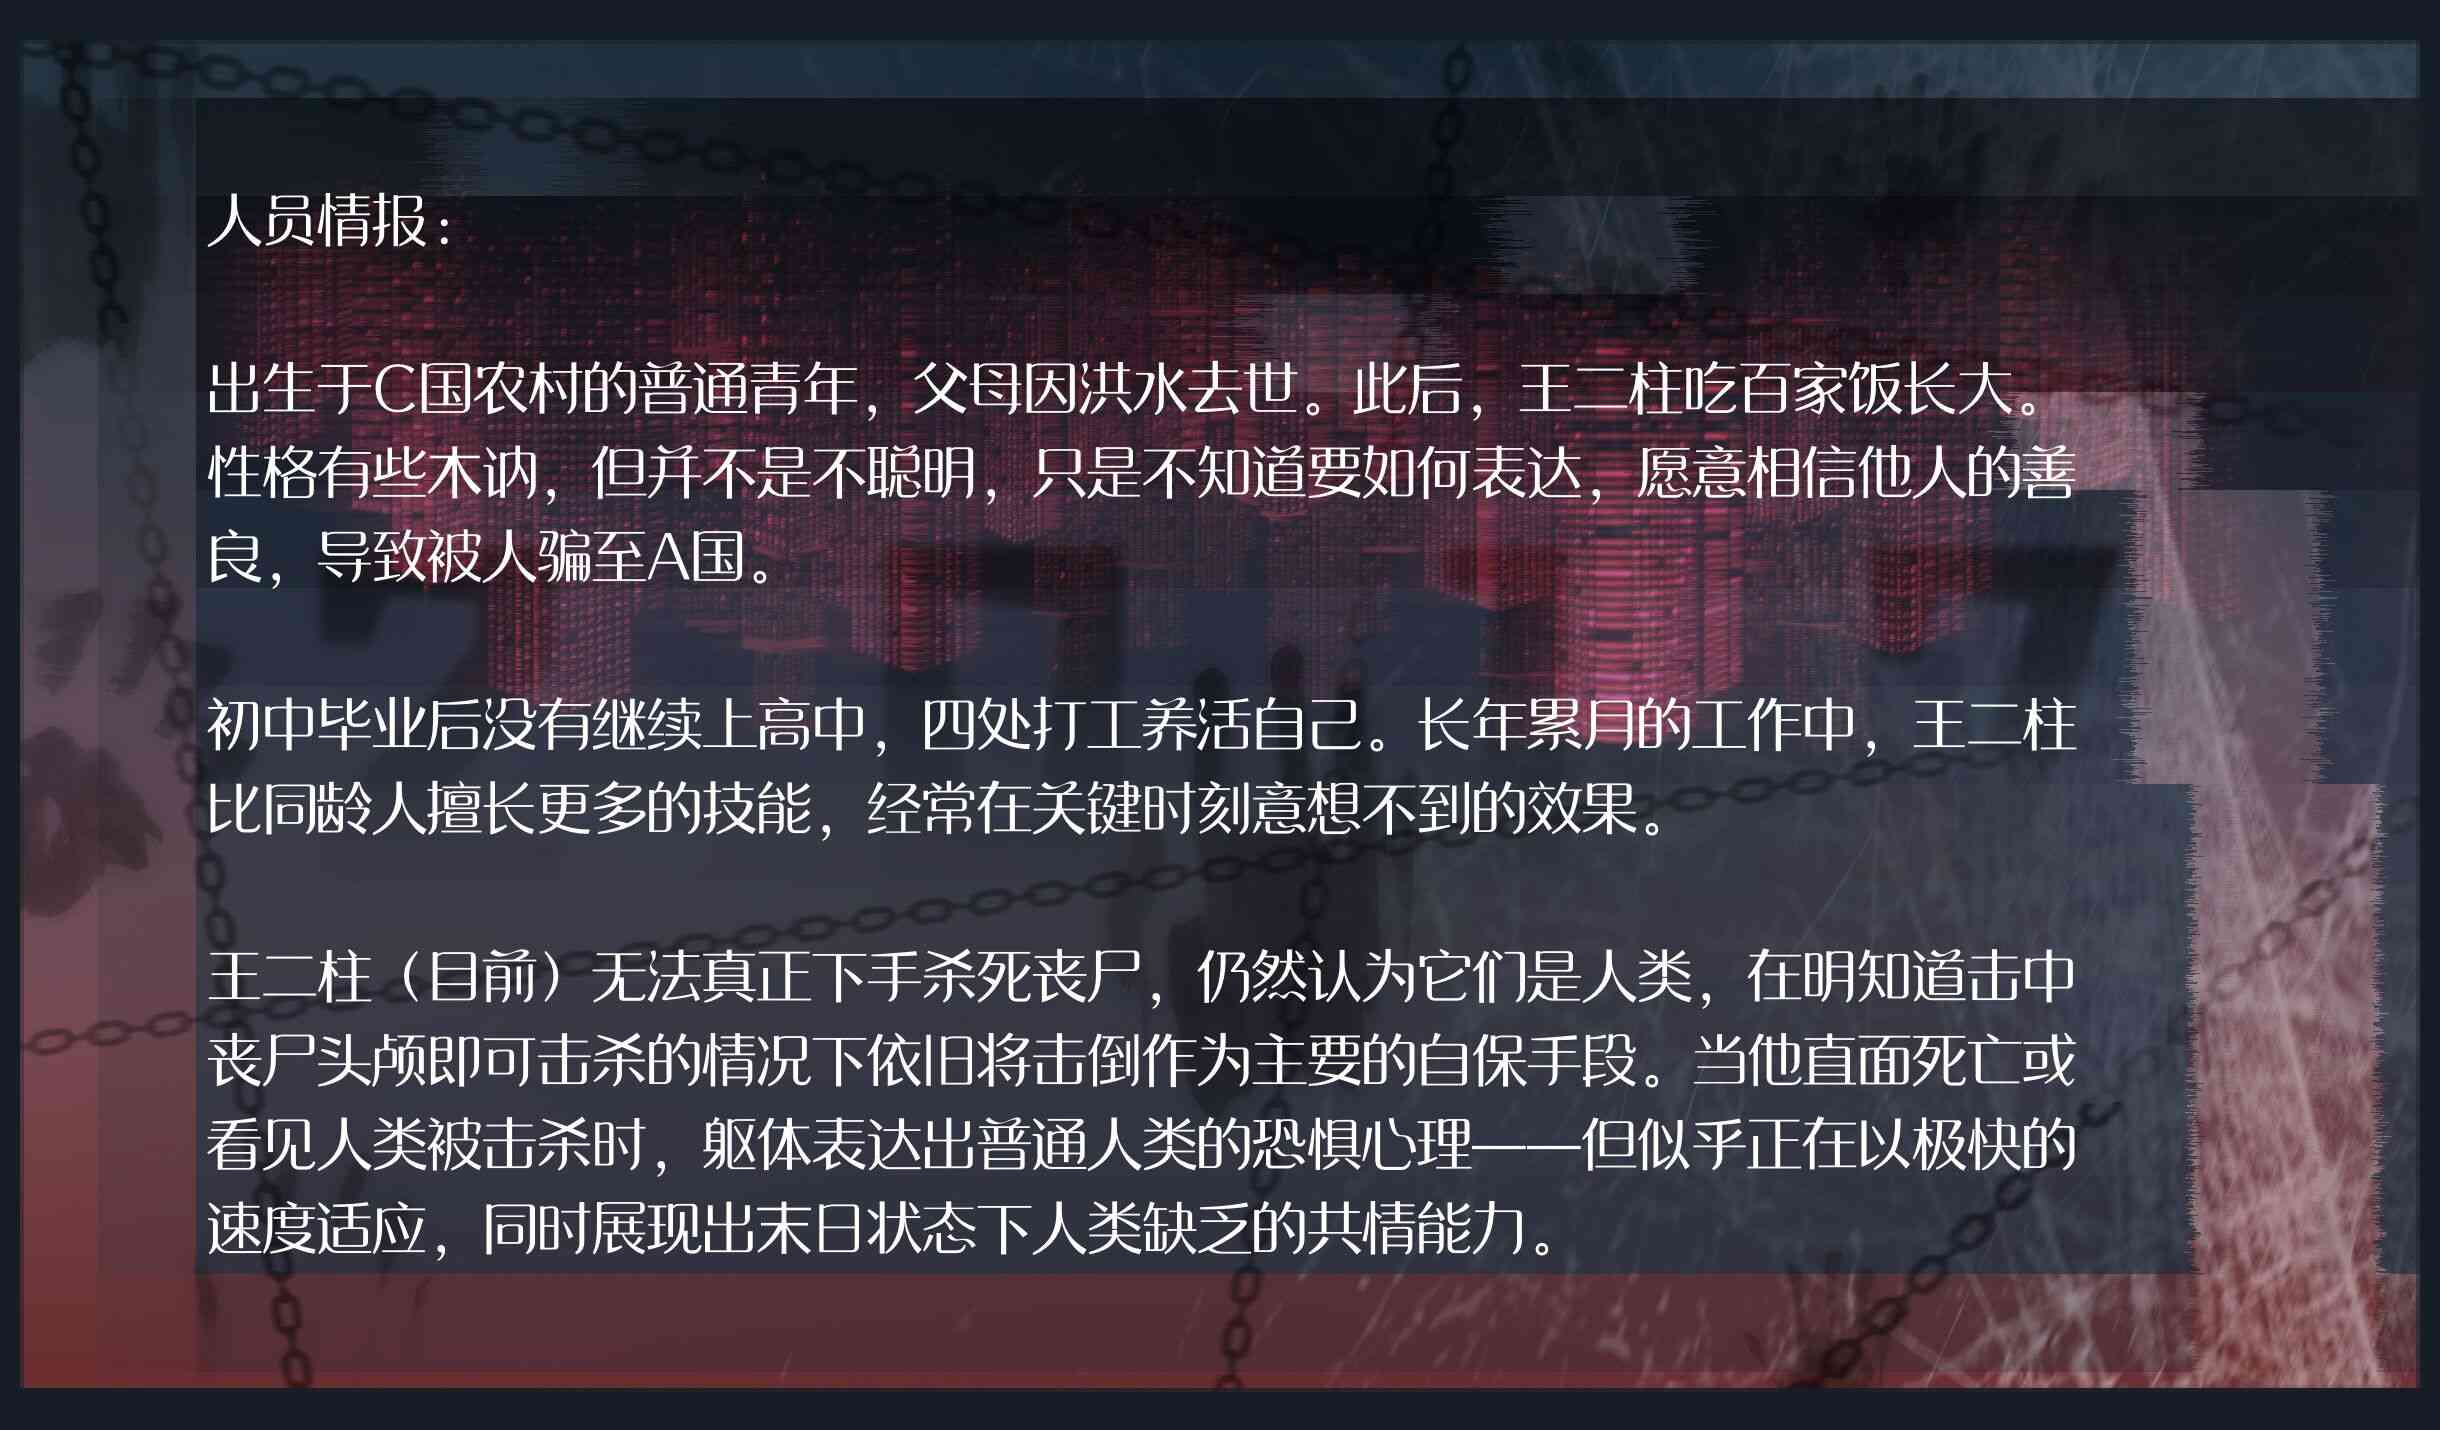 人员情报：
出生于C国农村的普通青年，父母因洪水去世。此后，王二柱吃百家饭长大。
性格有些木讷，但并不是不聪明，只是不知道要如何表达，愿意相信他人的善
良，导致被人骗至A国。
初中毕业后没有继续上高中，四处打工养活自己。长年累月的工作中，王二柱
比同龄人擅长更多的技能，经常在关键时刻意想不到的效果。
王二柱（目前）无法真正下手杀死丧尸，仍然认为它们是人类，在明知道击中
丧尸头颅即可击杀的情况下依旧将击倒作为主要的自保手段。当他直面死亡或
看见人类被击杀时，躯体表达出普通人类的恐惧心理——但似乎正在以极快的
速度适应，同时展现出末日状态下人类缺乏的共情能力。